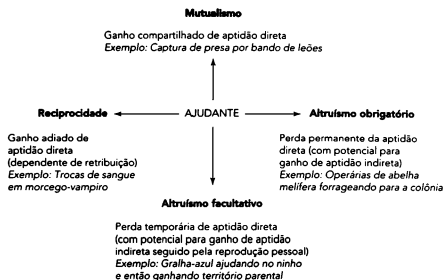 Mutualismo
Ganho compartilhado de aptidão direta
Exemplo: Captura de presa por bando de leões
Reciprocidade
Ganho adiado de
aptidão direta
(dependente de retribuição)
Exemplo: Trocas de sangue
em morcego-vampiro
AJUDANTE
Altruísmo obrigatório
Perda permanente da aptidão
direta (com potencial para
ganho de aptidão indireta)
Exemplo: Operárias de abelha
melífera forrageando para a colônia
Altruísmo facultativo
Perda temporária de aptidão direta
(com potencial para ganho de aptidão
indireta seguido pela reprodução pessoal)
Exemplo: Gralha-azul ajudando no ninho
e então ganhando território parental